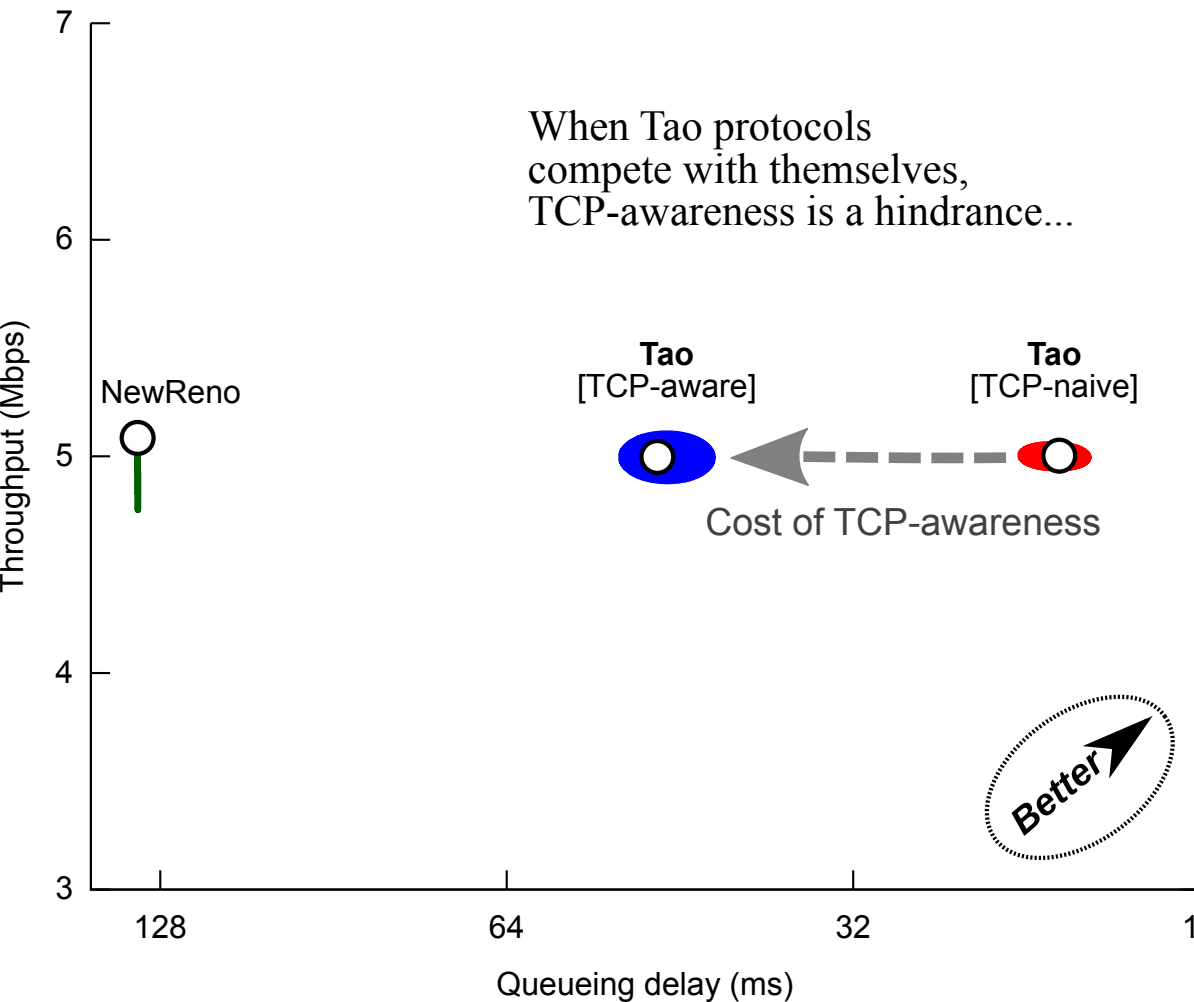 7
When Tao protocols
compete with themselves,
TCP-awareness is a hindrance...
6
Tao
[TCP-aware]
Tao
[TCP-naive]
NewReno
5
Cost of TCP-awareness
Throughput (Mbps)
4
Better
3
128
64
32
1
Queueing delay (ms)